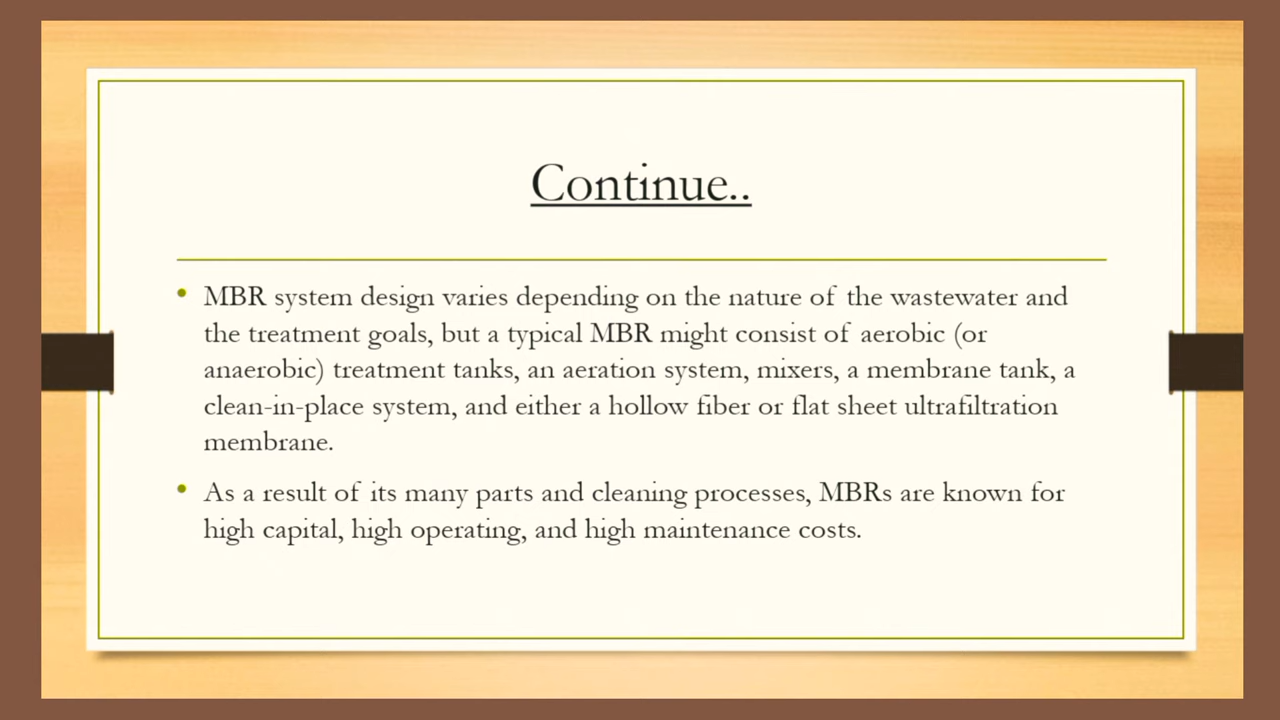 Continue..
• MBR system design varies depending on the nature of the wastewater and
the treatment goals, but a typical MBR might consist of aerobic (or
anaerobic) treatment tanks, an aeration system, mixers, a membrane tank, a
clean-in-place system, and either a hollow fiber or flat sheet ultrafiltration
membrane.
• As a result of its many parts and cleaning processes, MBRs are known for
high capital, high operating, and high maintenance costs.